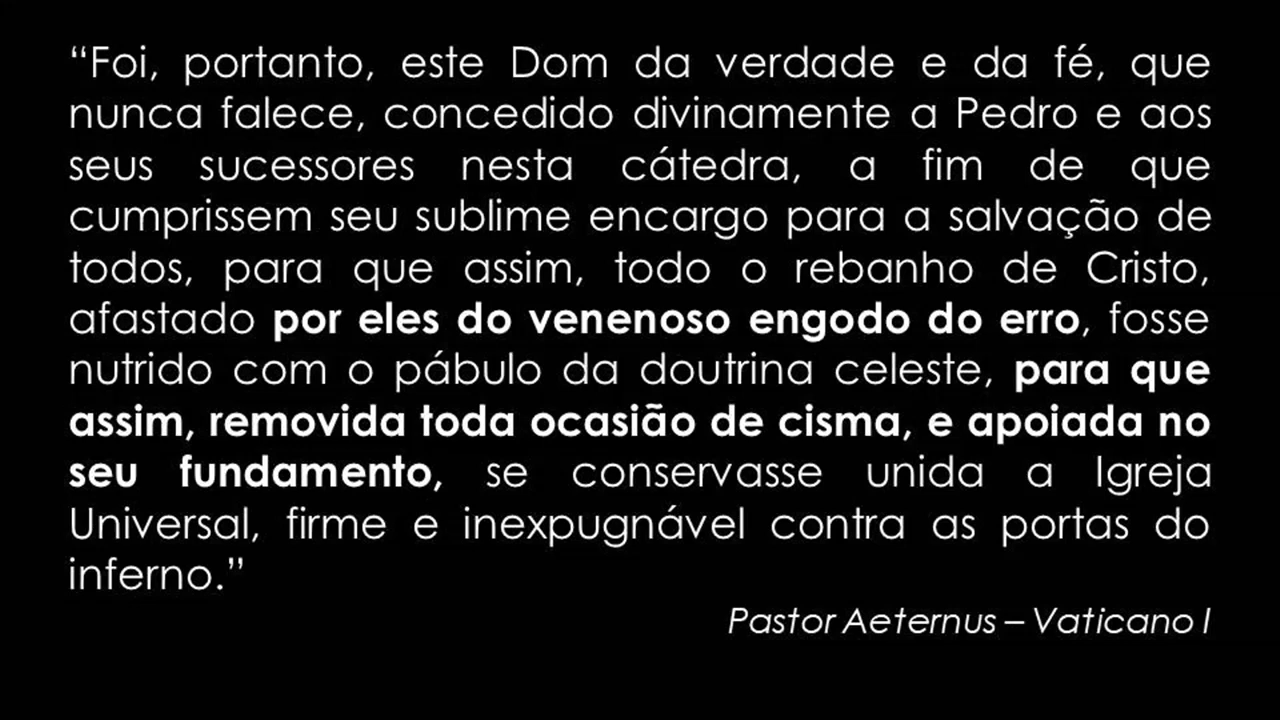 “Foi, portanto, este Dom da verdade e da fé, que
nunca falece, concedido divinamente a Pedro e aos
seus sucessores nesta cátedra, a fim de que
cumprissem seu sublime encargo para a salvação de
todos, para que assim, todo o rebanho de Cristo,
afastado por eles do venenoso engodo do erro, fosse
nutrido com o pábulo da doutrina celeste, para que
assim, removida toda ocasião de cisma, e apoiada no
seu fundamento, se conservasse unida a Igreja
Universal, firme e inexpugnável contra as portas do
inferno.”
Pastor Aeternus – Vaticano I